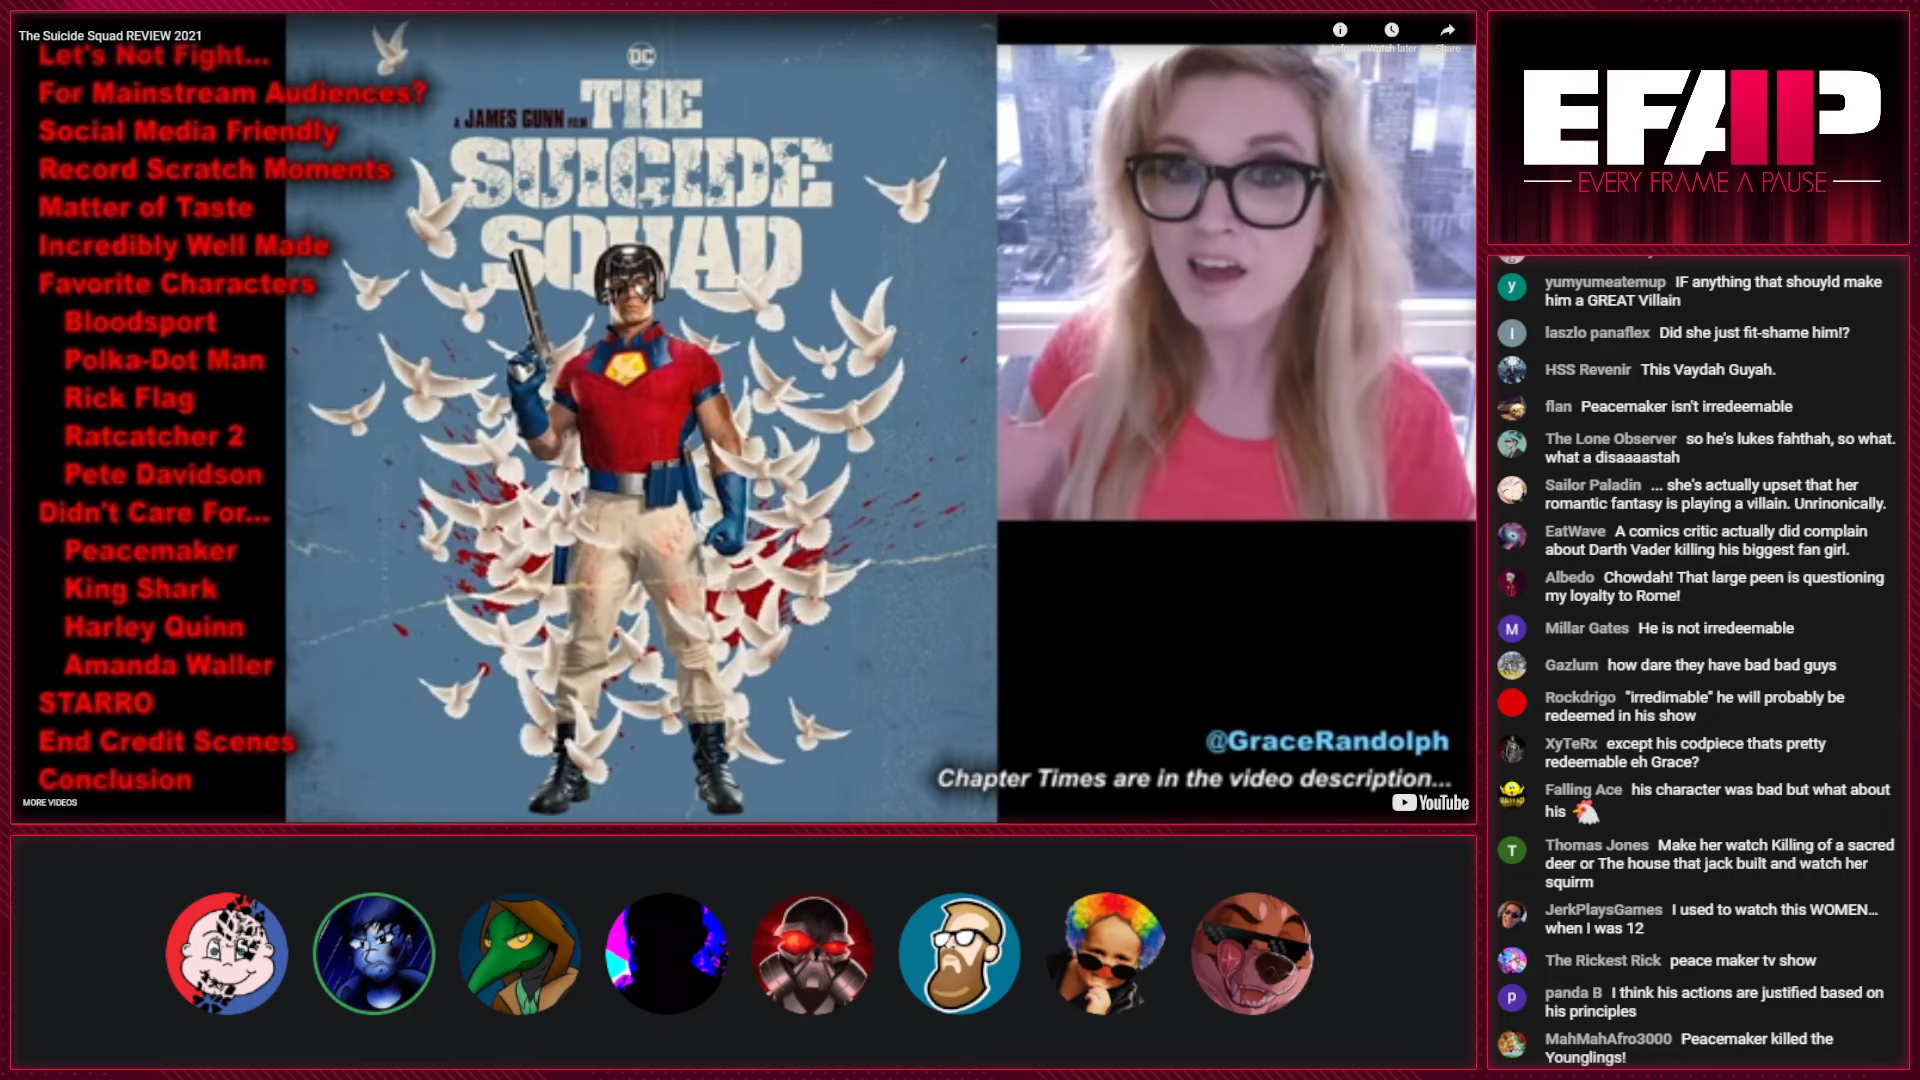 The Suicide Squad REVIEW 2021
Info
Watch later
Share
Let's Not Fight...
For Mainstream Audiences?
Social Media Friendly
Record Scratch Moments
Matter of Taste
Incredibly Well Made
Favorite Characters
Bloodsport
Polka-Dot Man
Rick Flag
Ratcatcher 2
Pete Davidson
Didn't Care For...
Peacemaker
King Shark
Harley Quinn
Amanda Waller
STARRO
End Credit Scenes
Conclusion
MORE VIDEOS
DC
A JAMES GUNN FILM
THE
SUICIDE
SQUAD
@GraceRandolph
Chapter Times are in the video description...
YouTube
EFAP
EVERY FRAME A PAUSE
y
yumyumeatemup IF anything that shouyld make
him a GREAT Villain
l
laszlo panaflex Did she just fit-shame him!?
HSS Revenir This Vaydah Guyah.
flan Peacemaker isn't irredeemable
The Lone Observer so he's lukes fahthah, so what.
what a disaaaastah
Sailor Paladin ... she's actually upset that her
romantic fantasy is playing a villain. Unrinonically.
EatWave A comics critic actually did complain
about Darth Vader killing his biggest fan girl.
Albedo Chowdah! That large peen is questioning
my loyalty to Rome!
M
Millar Gates He is not irredeemable
Gazlum how dare they have bad bad guys
Rockdrigo "irredimable" he will probably be
redeemed in his show
XyTeRx except his codpiece thats pretty
redeemable eh Grace?
Falling Ace his character was bad but what about
his
T
Thomas Jones Make her watch Killing of a sacred
deer or The house that jack built and watch her
squirm
JerkPlaysGames I used to watch this WOMEN...
when I was 12
The Rickest Rick peace maker tv show
p
panda B I think his actions are justified based on
his principles
MahMahAfro3000 Peacemaker killed the
Younglings!